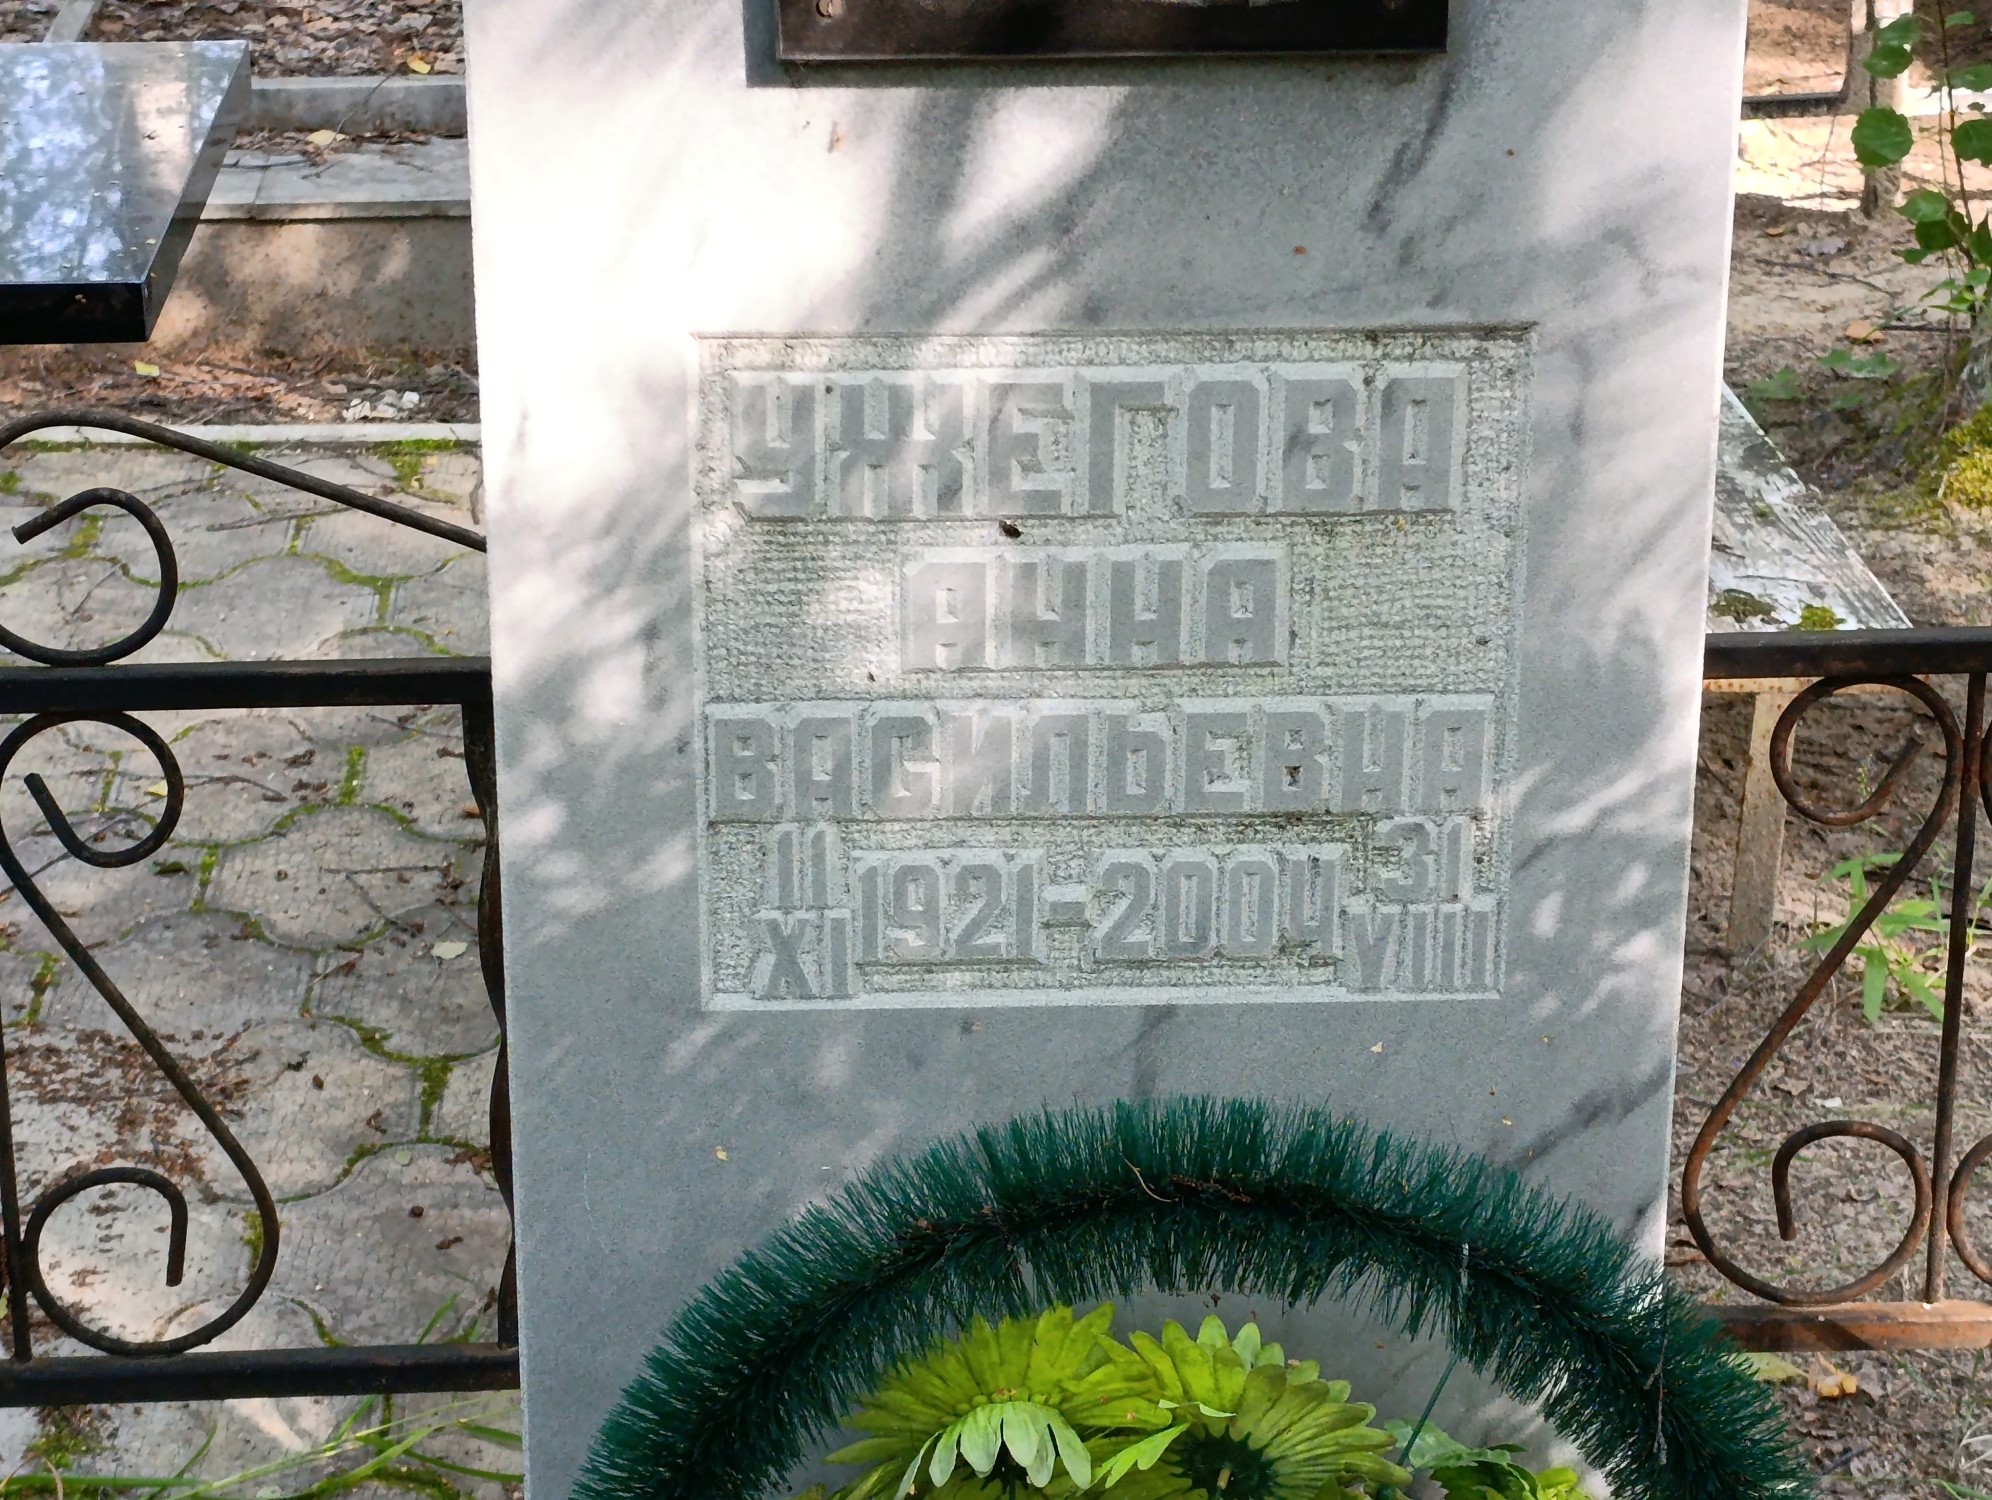 УЖЕГОВА
АННА
ВАСИЛЬЕВНА
11 XI 1921-2004 31 VIII